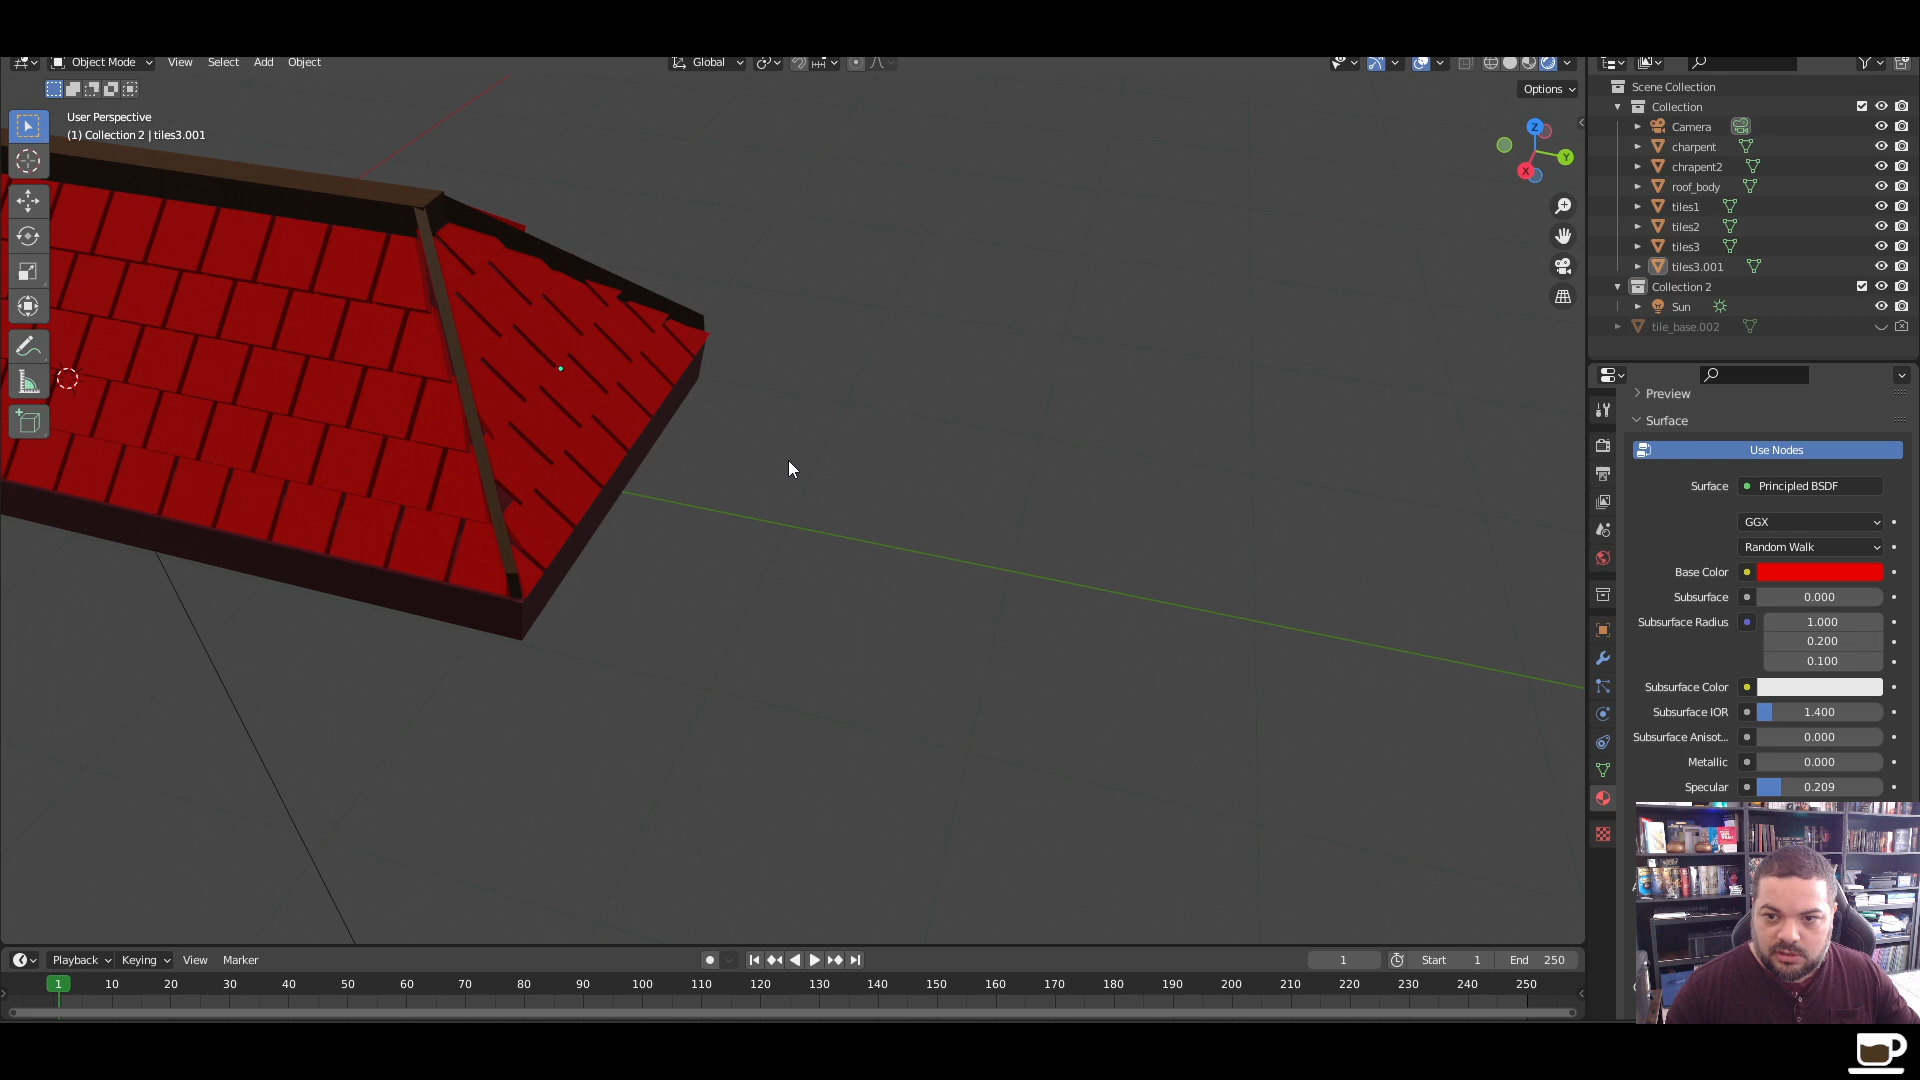 Object Mode View Select Add Object Global
Options
User Perspective
(1) Collection 2 | tiles3.001
Z
Y
X
Scene Collection
Collection
Camera
charpent
chrapent2
roof_body
tiles1
tiles2
tiles3
tiles3.001
Collection 2
Sun
tile_base.002
Preview
Surface
Use Nodes
Surface Principled BSDF
GGX
Random Walk
Base Color
Subsurface 0.000
Subsurface Radius 1.000
0.200
0.100
Subsurface Color
Subsurface IOR 1.400
Subsurface Anisot... 0.000
Metallic 0.000
Specular 0.209
Playback Keying View Marker 1 Start 1 End 250
1 10 20 30 40 50 60 70 80 90 100 110 120 130 140 150 160 170 180 190 200 210 220 230 240 250